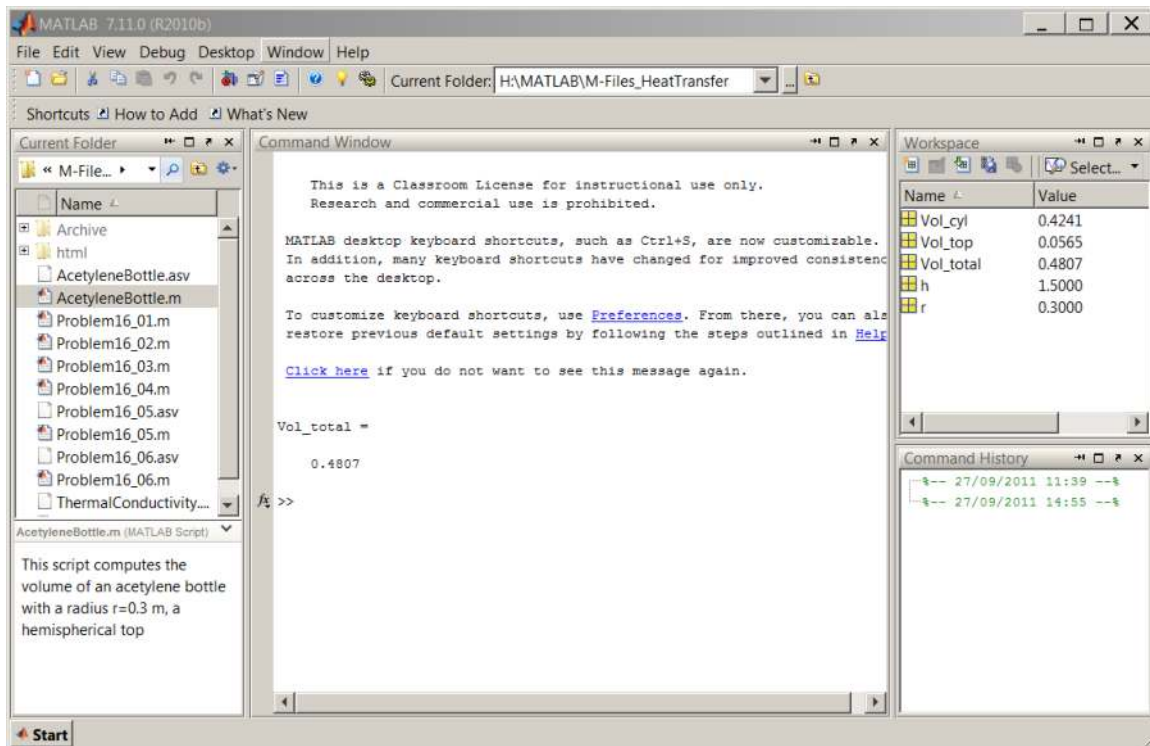 MATLAB 7.11.0 (R2010b)
File Edit View Debug Desktop Window Help
Current Folder: H:\MATLAB\M-Files_HeatTransfer
Shortcuts How to Add What's New
Current Folder
« M-File...
Name
Archive
html
AcetyleneBottle.asv
AcetyleneBottle.m
Problem16_01.m
Problem16_02.m
Problem16_03.m
Problem16_04.m
Problem16_05.asv
Problem16_05.m
Problem16_06.asv
Problem16_06.m
ThermalConductivity....
AcetyleneBottle.m (MATLAB Script)
This script computes the
volume of an acetylene bottle
with a radius r=0.3 m, a
hemispherical top
Command Window
This is a Classroom License for instructional use only.
Research and commercial use is prohibited.
MATLAB desktop keyboard shortcuts, such as Ctrl+S, are now customizable.
In addition, many keyboard shortcuts have changed for improved consistenc
across the desktop.
To customize keyboard shortcuts, use Preferences. From there, you can als
restore previous default settings by following the steps outlined in Help
Click here if you do not want to see this message again.
Vol_total =
0.4807
fx >>
Workspace
Select...
Name Value
Vol_cyl 0.4241
Vol_top 0.0565
Vol_total 0.4807
h 1.5000
r 0.3000
Command History
%-- 27/09/2011 11:39 --%
%-- 27/09/2011 14:55 --%
Start